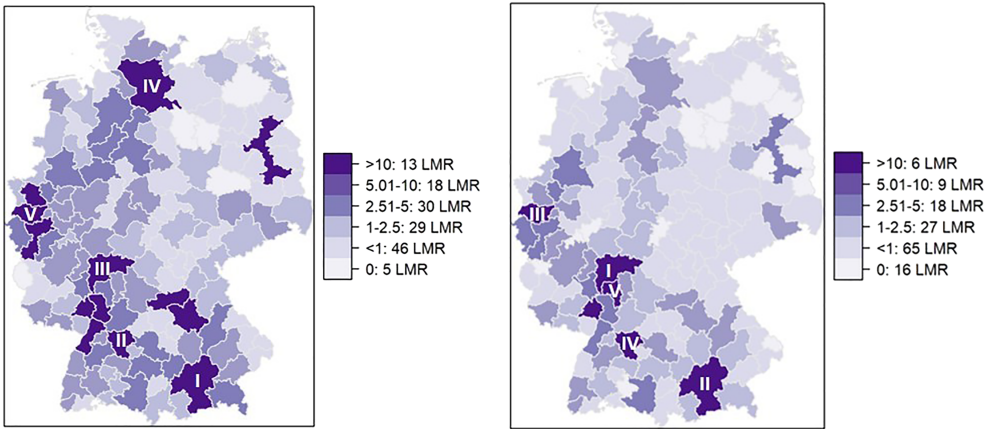 IV
V
III
II
I
>10: 13 LMR
5.01-10: 18 LMR
2.51-5: 30 LMR
1-2.5: 29 LMR
<1: 46 LMR
0: 5 LMR
III
I
V
IV
II
>10: 6 LMR
5.01-10: 9 LMR
2.51-5: 18 LMR
1-2.5: 27 LMR
<1: 65 LMR
0: 16 LMR